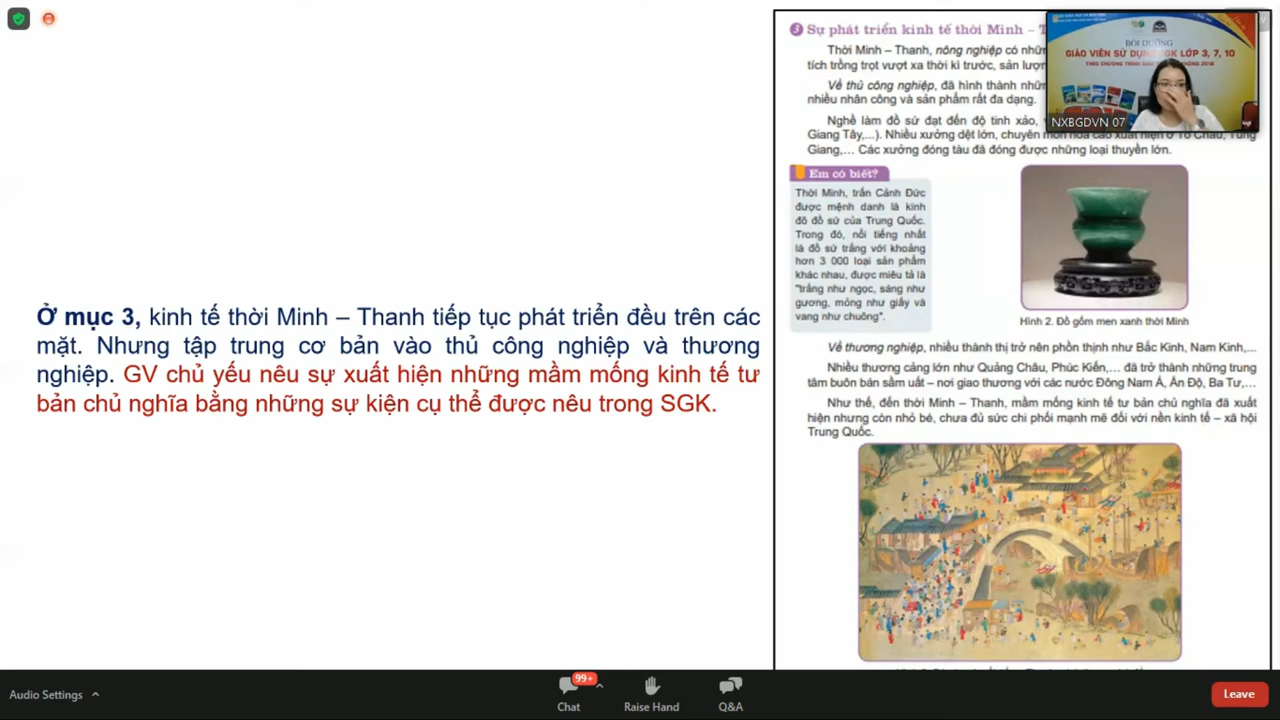 Ở mục 3, kinh tế thời Minh – Thanh tiếp tục phát triển đều trên các
mặt. Nhưng tập trung cơ bản vào thủ công nghiệp và thương
nghiệp. GV chủ yếu nêu sự xuất hiện những mầm mống kinh tế tư
bản chủ nghĩa bằng những sự kiện cụ thể được nêu trong SGK.
3 Sự phát triển kinh tế thời Minh – T
Thời Minh – Thanh, nông nghiệp có nhữn
tích trồng trọt vượt xa thời kì trước, sản lượn
Về thủ công nghiệp, đã hình thành nhữn
nhiều nhân công và sản phẩm rất đa dạng.
Nghề làm đồ sứ đạt đến độ tinh xảo,
Giang Tây,...). Nhiều xưởng dệt lớn, chuyên môn hoá cao xuất hiện ở Tô Châu, Tùng
Giang,... Các xưởng đóng tàu đã đóng được những loại thuyền lớn.
BỒI DƯỠNG
GIÁO VIÊN SỬ DỤNG SGK LỚP 3, 7, 10
NXBGDVN 07
Em có biết?
Thời Minh, trấn Cảnh Đức
được mệnh danh là kinh
đô đồ sứ của Trung Quốc.
Trong đó, nổi tiếng nhất
là đồ sứ trắng với khoảng
hơn 3 000 loại sản phẩm
khác nhau, được miêu tả là
"trắng như ngọc, sáng như
gương, mỏng như giấy và
vang như chuông".
Hình 2. Đồ gốm men xanh thời Minh
Về thương nghiệp, nhiều thành thị trở nên phồn thịnh như Bắc Kinh, Nam Kinh,...
Nhiều thương cảng lớn như Quảng Châu, Phúc Kiến,... đã trở thành những trung
tâm buôn bán sầm uất – nơi giao thương với các nước Đông Nam Á, Ấn Độ, Ba Tư,...
Như thế, đến thời Minh – Thanh, mầm mống kinh tế tư bản chủ nghĩa đã xuất
hiện nhưng còn nhỏ bé, chưa đủ sức chi phối mạnh mẽ đối với nền kinh tế – xã hội
Trung Quốc.
Audio Settings
99+
Chat
Raise Hand
Q&A
Leave